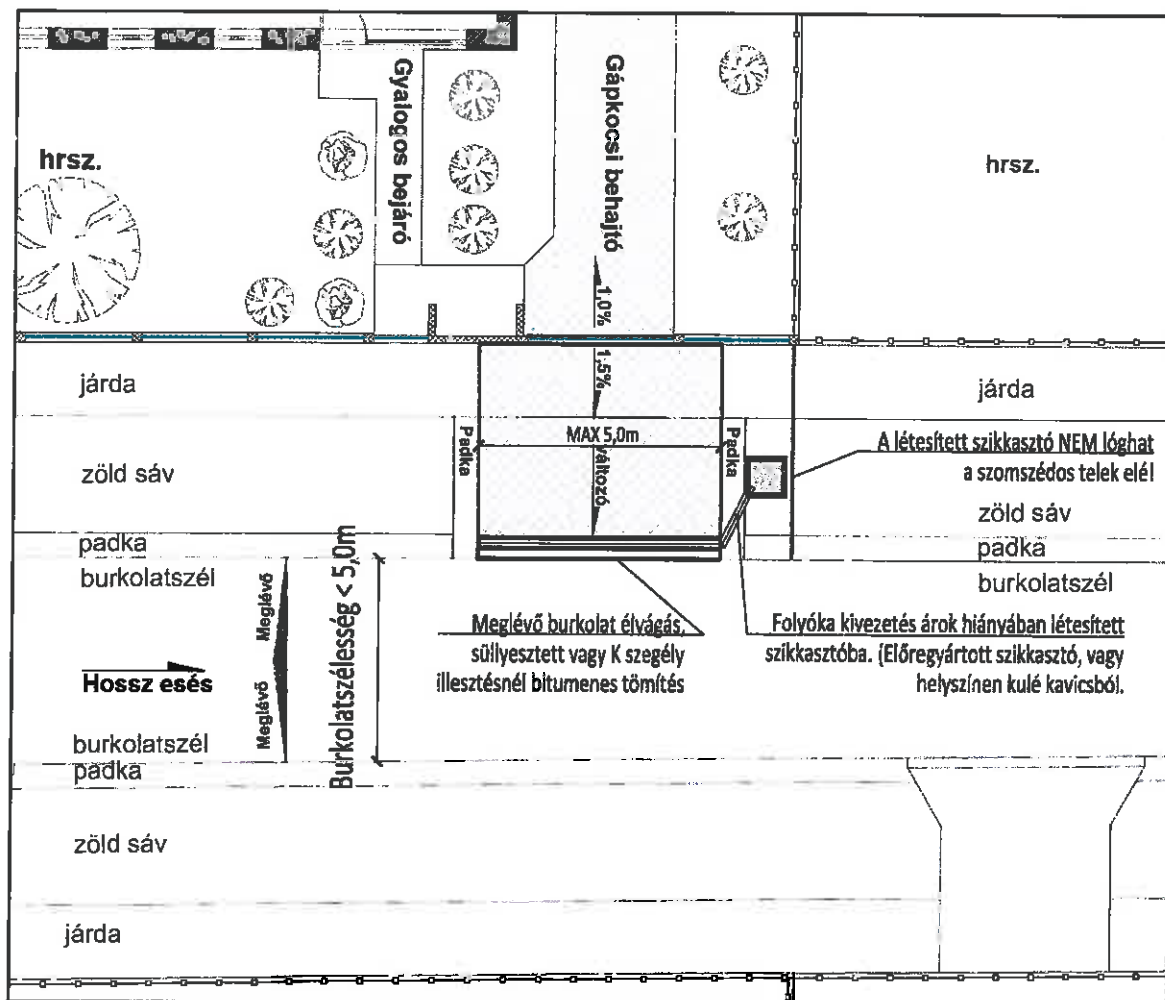 Gyalogos bejáró
Gápkocsi behajtó
hrsz.
hrsz.
1,0%
1,5%
járda
járda
Padka
MAX 5,0m
Padka
változó
A létesített szikkasztó NEM lóghat
a szomszédos telek elél
zöld sáv
zöld sáv
padka
padka
burkolatszél
burkolatszél
Meglévő
Meglévő
Burkolatszélesség < 5,0m
Meglévő burkolat élvágás,
süllyesztett vagy K szegély
illesztésnél bitumenes tömítés
Folyóka kivezetés árok hiányában létesített
szikkasztóba. (Előregyártott szikkasztó, vagy
helyszínen kulé kavicsból.
Hossz esés
burkolatszél
padka
zöld sáv
járda